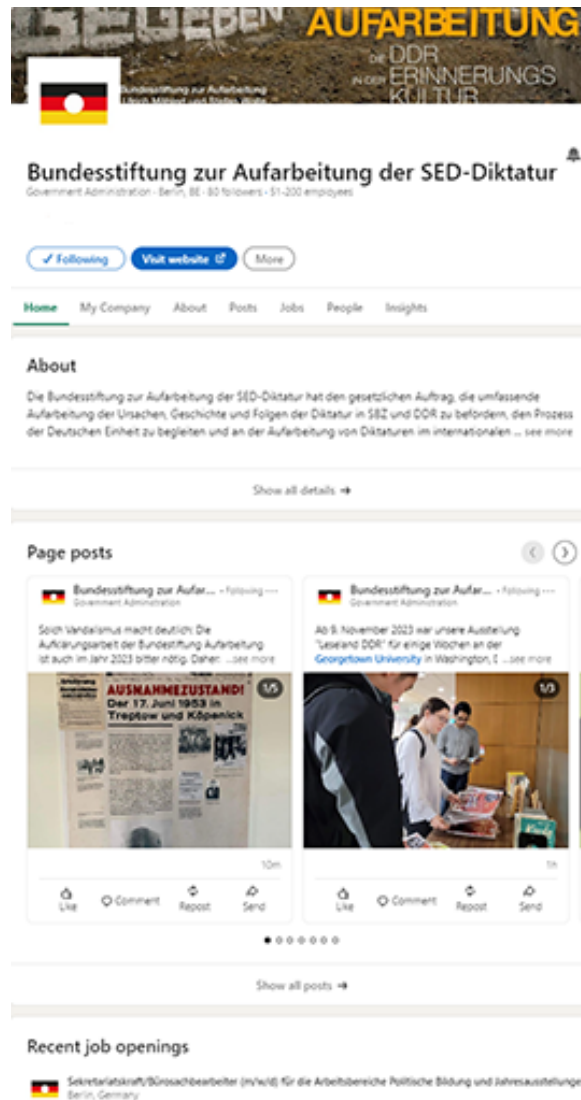 BEGEBEN
AUFARBEITUNG
DIE DDR
IN DER ERINNERUNGS
KULTUR
Bundesstiftung zur Aufarbeitung
Bundesstiftung zur Aufarbeitung der SED-Diktatur
Government Administration · Berlin, BE · 80 followers · 51-200 employees
✓ Following Visit website More
Home My Company About Posts Jobs People Insights
About
Die Bundesstiftung zur Aufarbeitung der SED-Diktatur hat den gesetzlichen Auftrag, die umfassende
Aufarbeitung der Ursachen, Geschichte und Folgen der Diktatur in SBZ und DDR zu befördern, den Prozess
der Deutschen Einheit zu begleiten und an der Aufarbeitung von Diktaturen im internationalen ... see more
Show all details →
Page posts
Bundesstiftung zur Aufar... • Following
Government Administration
Solch Vandalismus macht deutlich: Die
Aufklärungsarbeit der Bundestiftung Aufarbeitung
ist auch im Jahr 2023 bitter nötig. Daher: ...see more
1/5
AUSNAHMEZUSTAND!
Der 17. Juni 1953 in
Treptow und Köpenick
10m
Like Comment Repost Send
Bundesstiftung zur Aufar... • Following
Government Administration
Ab 9. November 2023 war unsere Ausstellung
"Leseland DDR" für einige Wochen an der
Georgetown University in Washington, D ...see more
1/3
1h
Like Comment Repost Send
Show all posts →
Recent job openings
Sekretariatskraft/Bürosachbearbeiter (m/w/d) für die Arbeitsbereiche Politische Bildung und Jahresausstellunge
Berlin, Germany